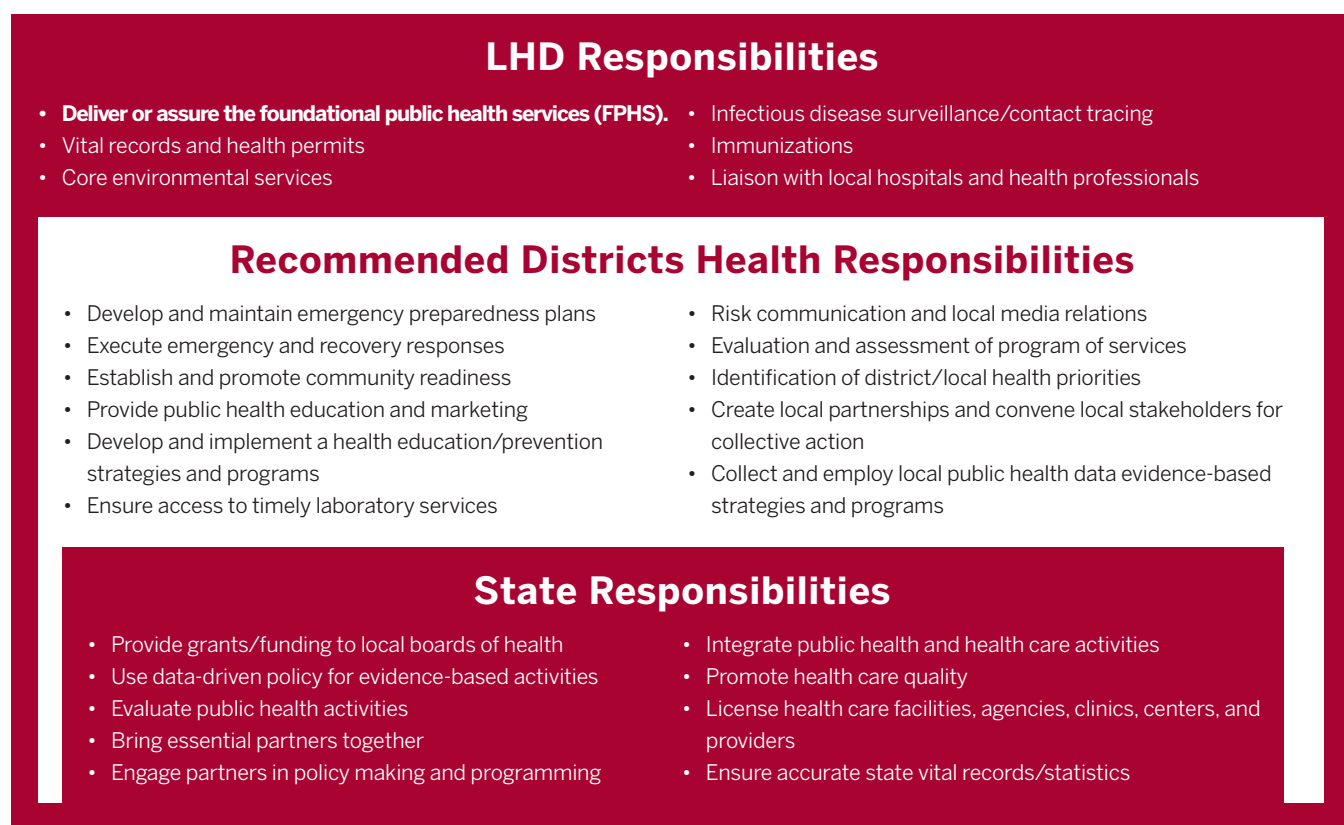 LHD Responsibilities
• Deliver or assure the foundational public health services (FPHS).
• Vital records and health permits
• Core environmental services
• Infectious disease surveillance/contact tracing
• Immunizations
• Liaison with local hospitals and health professionals
Recommended Districts Health Responsibilities
• Develop and maintain emergency preparedness plans
• Execute emergency and recovery responses
• Establish and promote community readiness
• Provide public health education and marketing
• Develop and implement a health education/prevention
strategies and programs
• Ensure access to timely laboratory services
• Risk communication and local media relations
• Evaluation and assessment of program of services
• Identification of district/local health priorities
• Create local partnerships and convene local stakeholders for
collective action
• Collect and employ local public health data evidence-based
strategies and programs
State Responsibilities
• Provide grants/funding to local boards of health
• Use data-driven policy for evidence-based activities
• Evaluate public health activities
• Bring essential partners together
• Engage partners in policy making and programming
• Integrate public health and health care activities
• Promote health care quality
• License health care facilities, agencies, clinics, centers, and
providers
• Ensure accurate state vital records/statistics